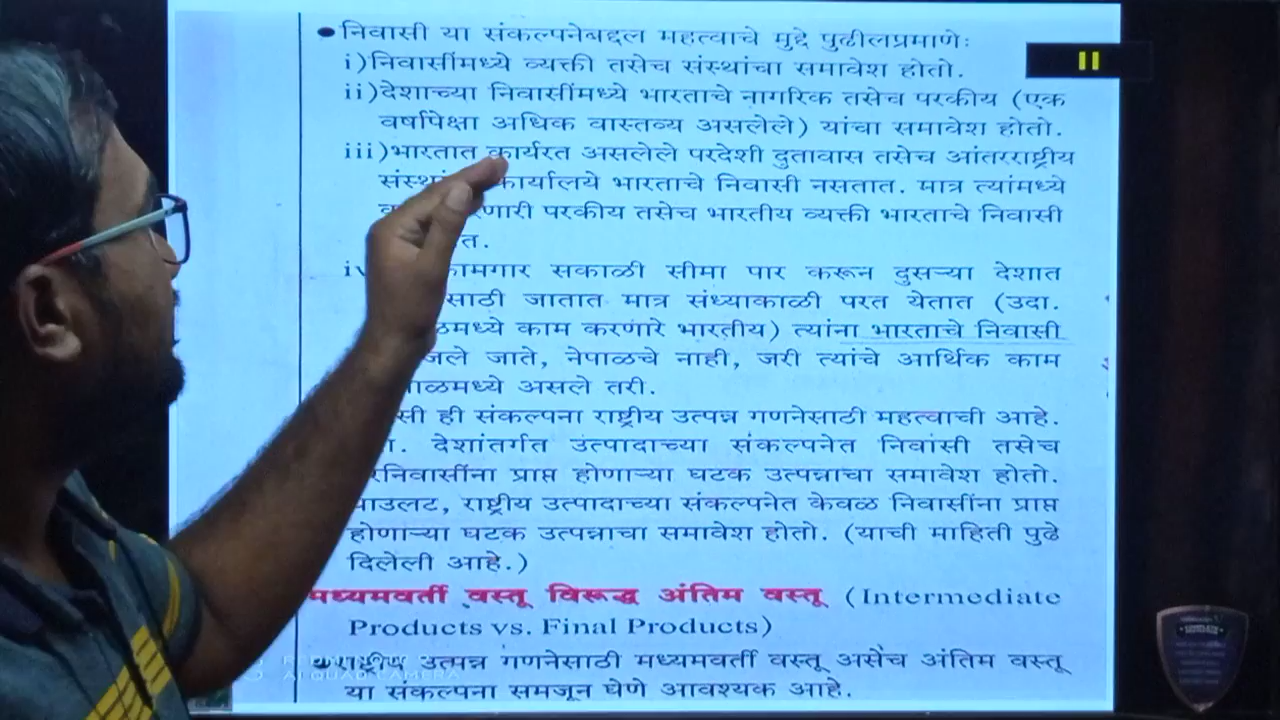 ● निवासी या संकल्पनेबद्दल महत्वाचे मुद्दे पुढीलप्रमाणे:
i)निवासींमध्ये व्यक्ती तसेच संस्थांचा समावेश होतो.
ii)देशाच्या निवासींमध्ये भारताचे नागरिक तसेच परकीय (एक
वर्षापेक्षा अधिक वास्तव्य असलेले) यांचा समावेश होतो.
iii)भारतात कार्यरत असलेले परदेशी दुतावास तसेच आंतरराष्ट्रीय
कार्यालये भारताचे निवासी नसतात. मात्र त्यांमध्ये
परकीय तसेच भारतीय व्यक्ती भारताचे निवासी
कामगार सकाळी सीमा पार करून दुसऱ्या देशात
जातात मात्र संध्याकाळी परत येतात (उदा.
काम करणारे भारतीय) त्यांना भारताचे निवासी
जाते, नेपाळचे नाही, जरी त्यांचे आर्थिक काम
असले तरी.
ही संकल्पना राष्ट्रीय उत्पन्न गणनेसाठी महत्वाची आहे.
देशांतर्गत उत्पादाच्या संकल्पनेत निवासी तसेच
प्राप्त होणाऱ्या घटक उत्पन्नाचा समावेश होतो.
राष्ट्रीय उत्पादाच्या संकल्पनेत केवळ निवासींना प्राप्त
होणाऱ्या घटक उत्पन्नाचा समावेश होतो. (याची माहिती पुढे
दिलेली आहे.)
मध्यमवर्ती वस्तू विरूद्ध अंतिम वस्तू (Intermediate
Products vs. Final Products)
राष्ट्रीय उत्पन्न गणनेसाठी मध्यमवर्ती वस्तू असेच अंतिम वस्तू
या संकल्पना समजून घेणे आवश्यक आहे.